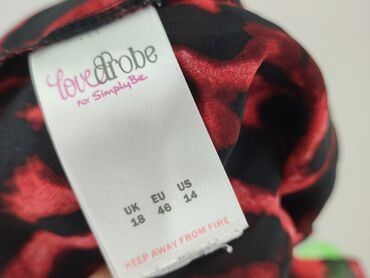 lovedrobe
FOR SimplyBe
UK EU US
18 46 14
KEEP AWAY FROM FIRE